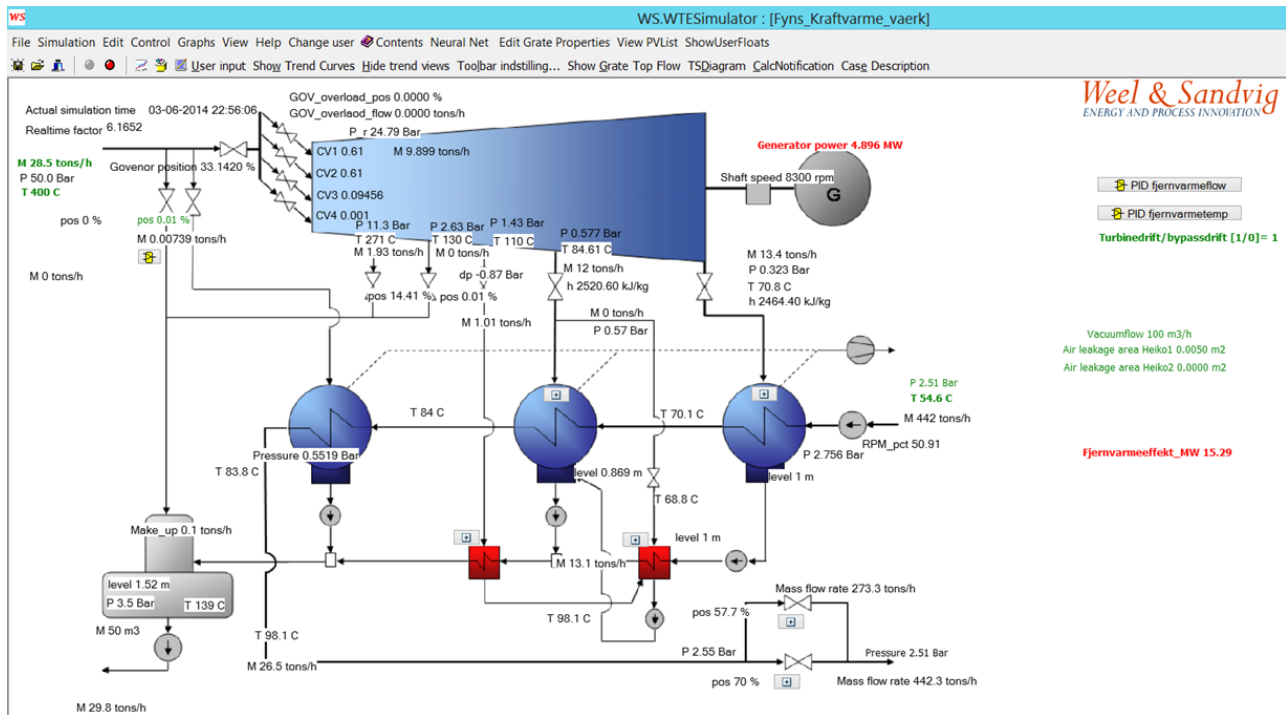 WS
WS.WTESimulator : [Fyns_Kraftvarme_vaerk]
File Simulation Edit Control Graphs View Help Change user Contents Neural Net Edit Grate Properties View PVList ShowUserFloats
User input Show Trend Curves Hide trend views Toolbar indstilling... Show Grate Top Flow TSDiagram CalcNotification Case Description
Weel & Sandvig
ENERGY AND PROCESS INNOVATION
GOV_overload_pos 0.0000 %
GOV_overlaod_flow 0.0000 tons/h
Actual simulation time 03-06-2014 22:56:06
Realtime factor 6.1652
P_r 24.79 Bar
CV1 0.61
M 9.899 tons/h
Generator power 4.896 MW
M 28.5 tons/h
Govenor position 33.1420 %
P 50.0 Bar
T 400 C
CV2 0.61
Shaft speed 8300 rpm
G
CV3 0.09456
CV4 0.001
PID fjernvarmeflow
PID fjernvarmetemp
Turbinedrift/bypassdrift [1/0]= 1
pos 0 %
pos 0.01 %
M 0.00739 tons/h
P 11.3 Bar
T 271 C
M 1.93 tons/h
P 2.63 Bar
T 130 C
M 0 tons/h
P 1.43 Bar
T 110 C
P 0.577 Bar
T 84.61 C
M 0 tons/h
dp -0.87 Bar
M 12 tons/h
h 2520.60 kJ/kg
M 13.4 tons/h
P 0.323 Bar
T 70.8 C
h 2464.40 kJ/kg
pos 14.41 %
pos 0.01 %
M 1.01 tons/h
M 0 tons/h
P 0.57 Bar
Vacuumflow 100 m3/h
Air leakage area Heiko1 0.0050 m2
Air leakage area Heiko2 0.0000 m2
P 2.51 Bar
T 54.6 C
M 442 tons/h
T 84 C
T 70.1 C
RPM_pct 50.91
P 2.756 Bar
Pressure 0.5519 Bar
Fjernvarmeeffekt_MW 15.29
T 83.8 C
level 0.869 m
level 1 m
T 68.8 C
Make_up 0.1 tons/h
level 1 m
M 13.1 tons/h
level 1.52 m
P 3.5 Bar
T 139 C
Mass flow rate 273.3 tons/h
pos 57.7 %
T 98.1 C
M 50 m3
T 98.1 C
P 2.55 Bar
Pressure 2.51 Bar
M 26.5 tons/h
pos 70 %
Mass flow rate 442.3 tons/h
M 29.8 tons/h